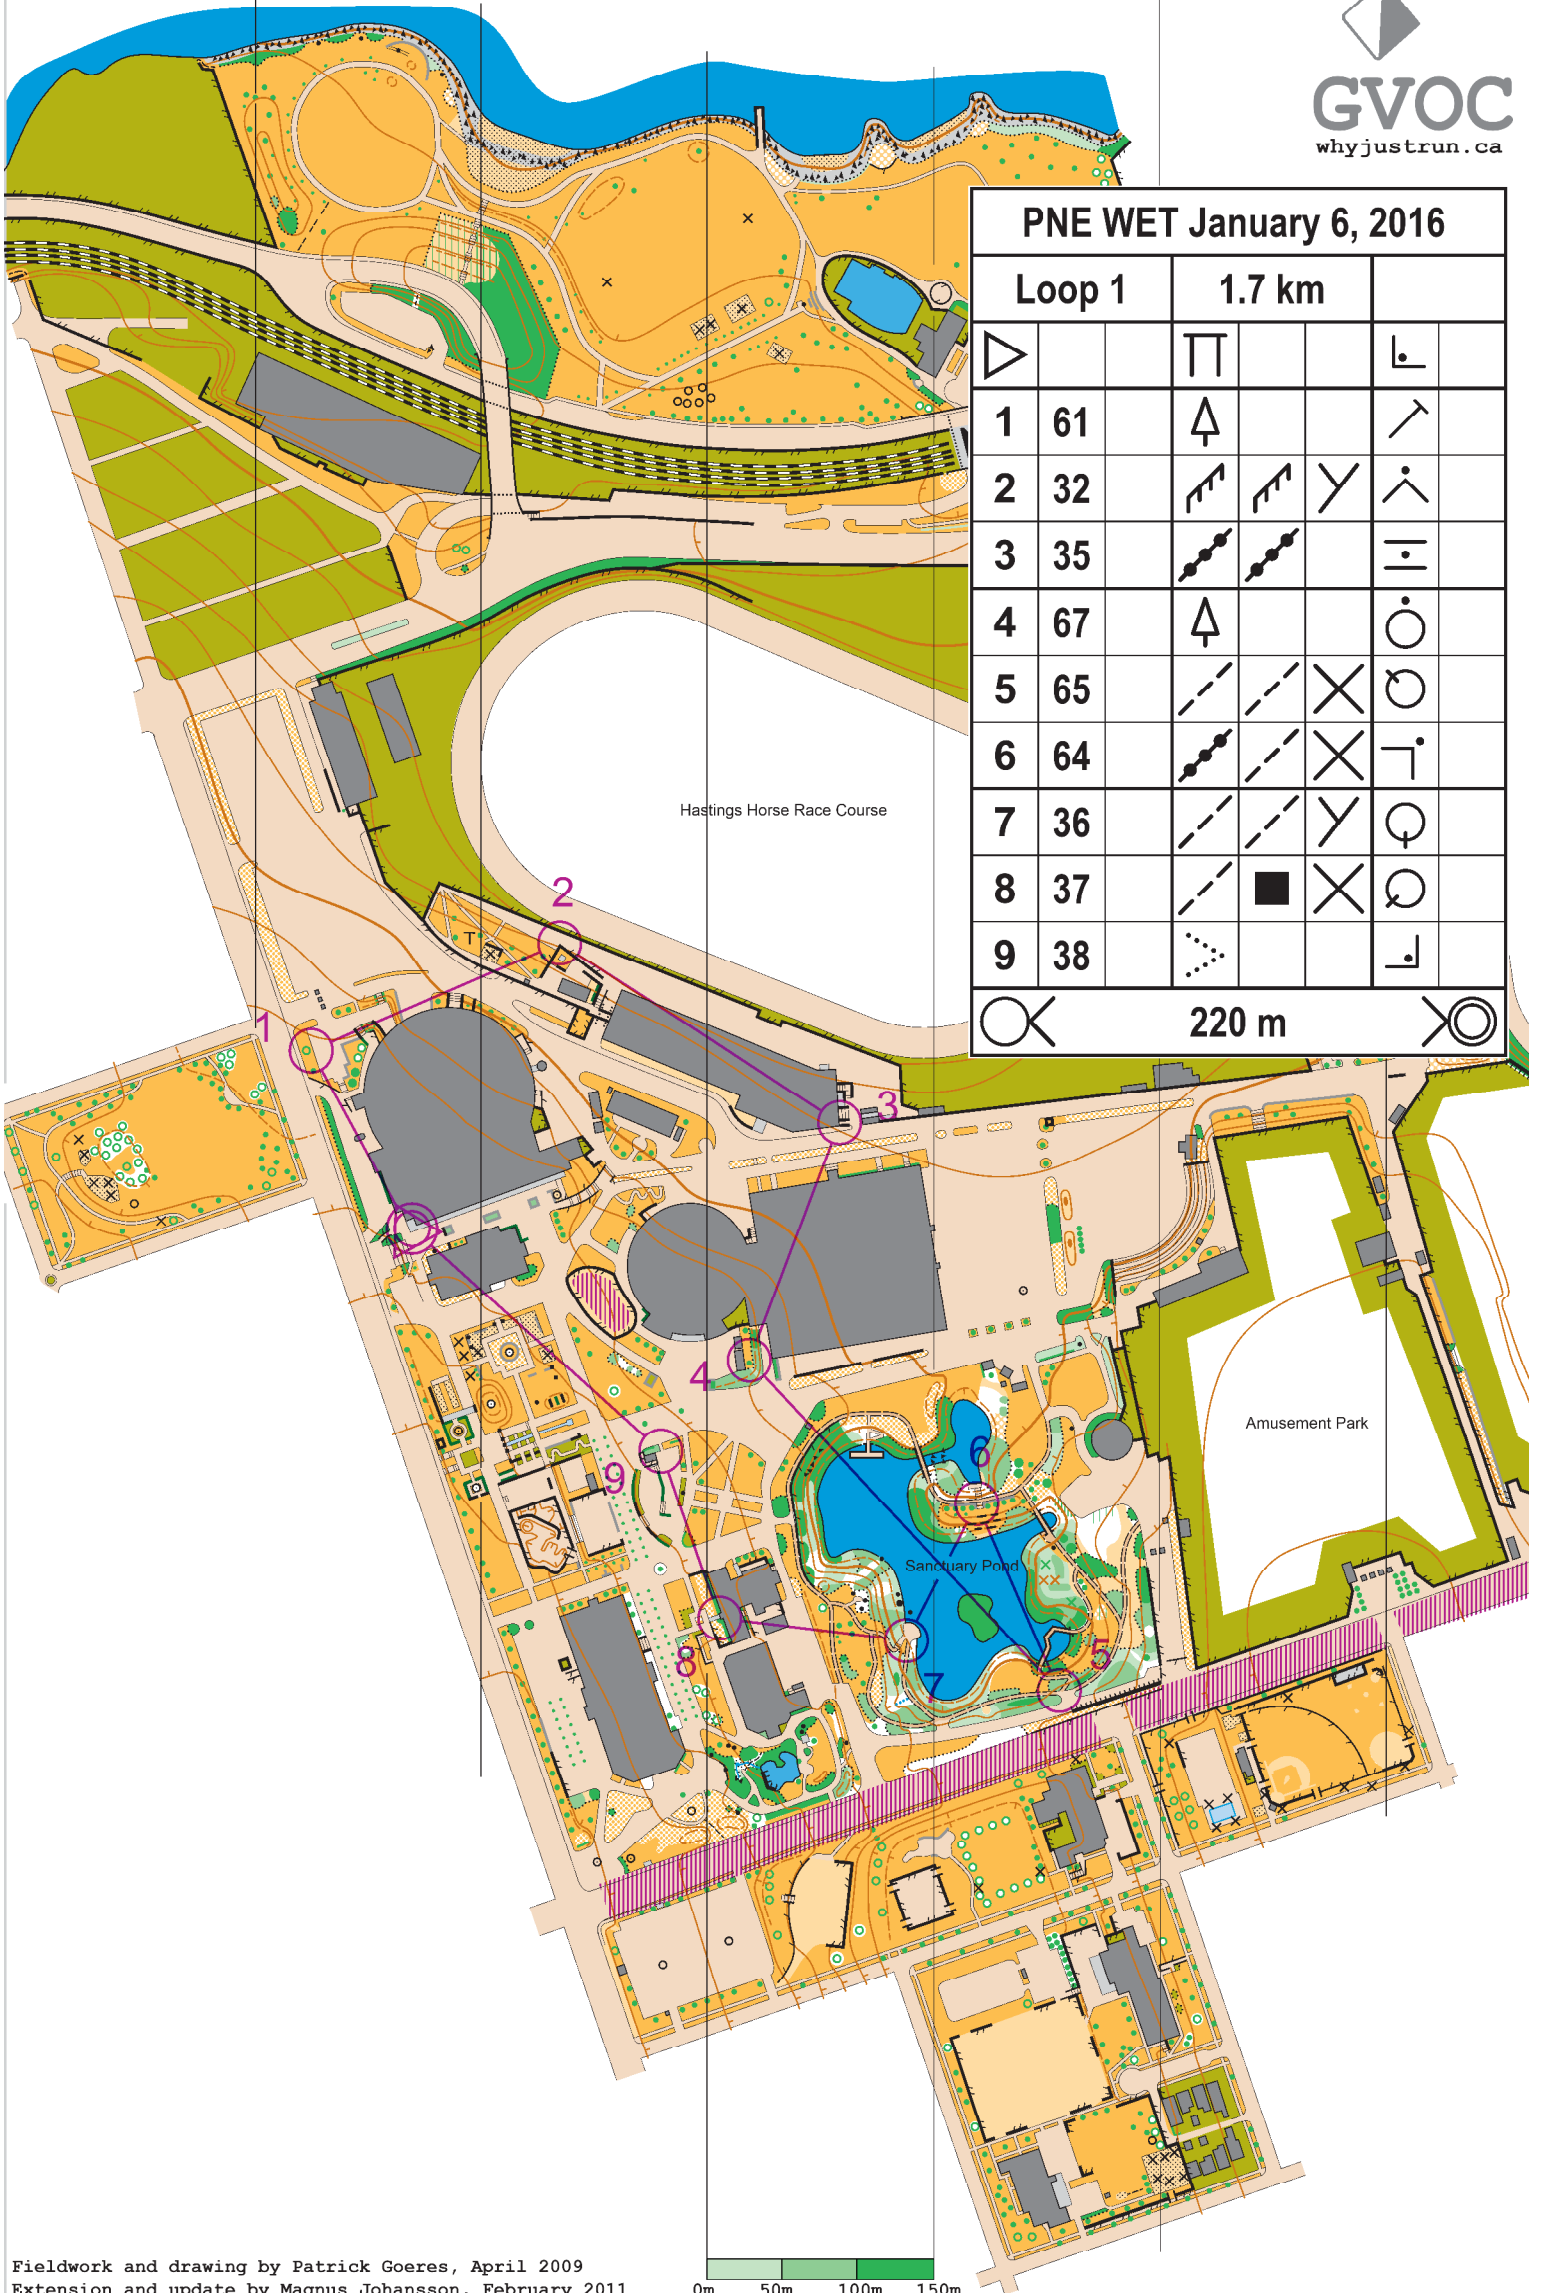 GVOC
whyjustrun.ca
PNE WET January 6, 2016
Loop 1 1.7 km
1 61
2 32
3 35
4 67
5 65
6 64
7 36
8 37
9 38
220 m
Hastings Horse Race Course
2
T
1
3
4
Amusement Park
6
9
Sanctuary Pond
5
8
7
Fieldwork and drawing by Patrick Goeres, April 2009
Extension and update by Magnus Johansson, February 2011
0m 50m 100m 150m